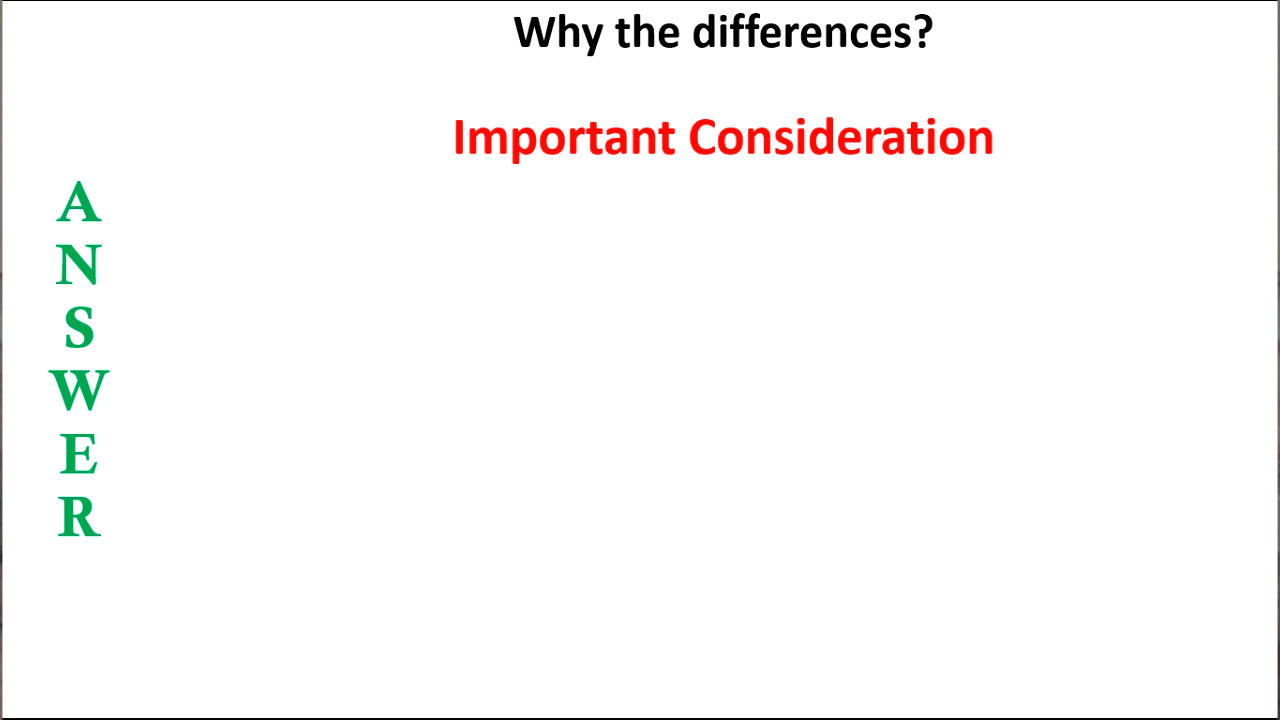 Why the differences?
Important Consideration
A
N
S
W
E
R